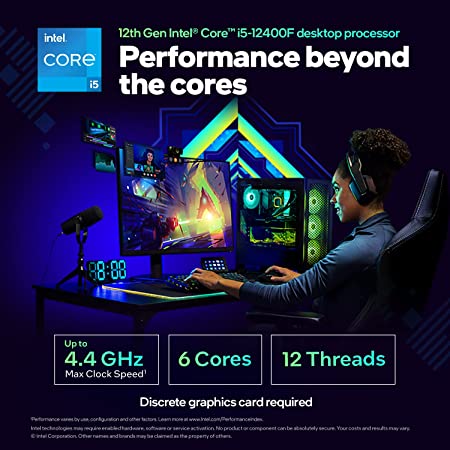 intel.
CORE
i5
12th Gen Intel® Core™ i5-12400F desktop processor
Performance beyond
the cores
Up to
4.4 GHz
Max Clock Speed¹
6 Cores
12 Threads
Discrete graphics card required
¹Performance varies by use, configuration and other factors. Learn more at www.Intel.com/PerformanceIndex.
Intel technologies may require enabled hardware, software or service activation. No product or component can be absolutely secure. Your costs and results may vary.
© Intel Corporation. Other names and brands may be claimed as the property of others.